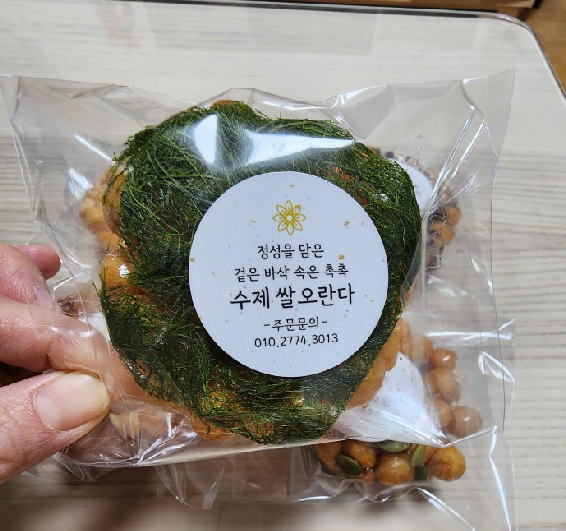 정성을 담은
겉은 바삭 속은 촉촉
수제 쌀오란다
-주문문의-
010.2774.3013